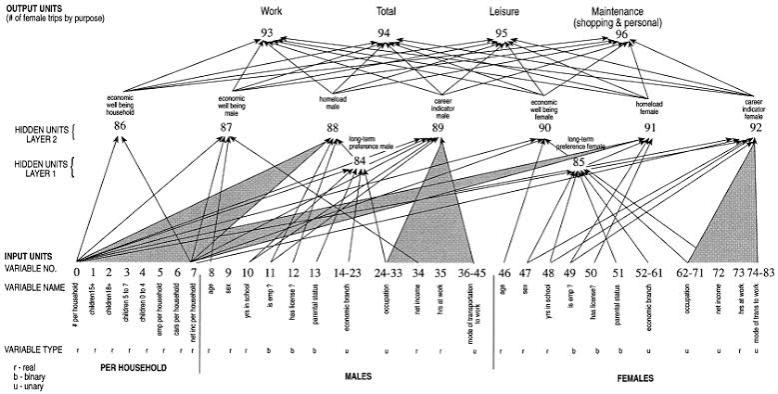 OUTPUT UNITS
(# of female trips by purpose)
Work Total Leisure Maintenance
(shopping & personal)
93 94 95 96
economic
well being
household
economic
well being
male
homeload
male
career
indicator
male
economic
well being
female
homeload
female
career
indicator
female
HIDDEN UNITS
LAYER 2
86 87 88 89 90 91 92
long-term
preference male
long-term
preference female
HIDDEN UNITS
LAYER 1
84 85
INPUT UNITS
VARIABLE NO.
0 1 2 3 4 5 6 7 8 9 10 11 12 13 14-23 24-33 34 35 36-45 46 47 48 49 50 51 52-61 62-71 72 73 74-83
VARIABLE NAME
# per household
children15+
children 18+
children 5 to 7
children 0 to 4
emp per household
cars per household
net inc per household
age
sex
yrs in school
is emp ?
has license ?
parental status
economic branch
occupation
net income
hrs at work
mode of transportation
to work
age
sex
yrs in school
is emp ?
has license?
parental status
economic branch
occupation
net income
hrs at work
mode of trans to work
VARIABLE TYPE
r r r r r r r r r r r b b u u r r u r r r b b u u u r u
r - real
b - binary
u - unary
PER HOUSEHOLD
MALES
FEMALES